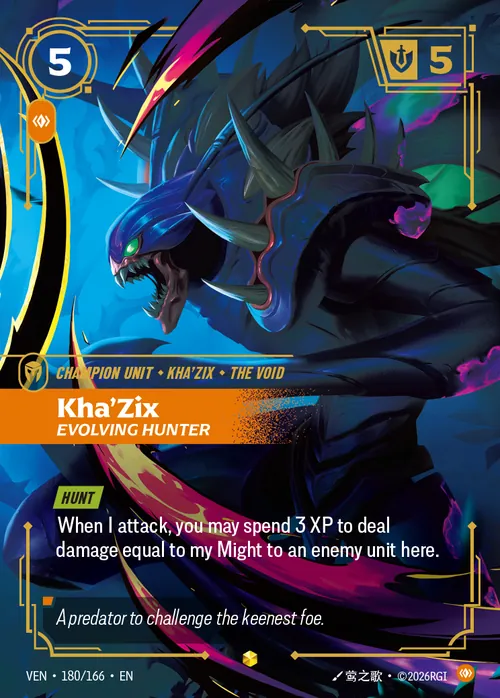 5
5
CHAMPION UNIT • KHA'ZIX • THE VOID
Kha'Zix
EVOLVING HUNTER
HUNT
When I attack, you may spend 3 XP to deal
damage equal to my Might to an enemy unit here.
A predator to challenge the keenest foe.
VEN • 180/166 • EN
莺之歌 • ©2026RGI